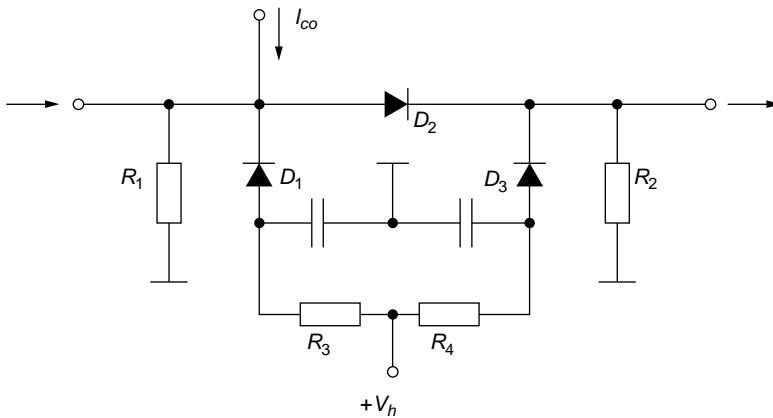 I_co
D_2
R_1
D_1
D_3
R_2
R_3
R_4
+V_h